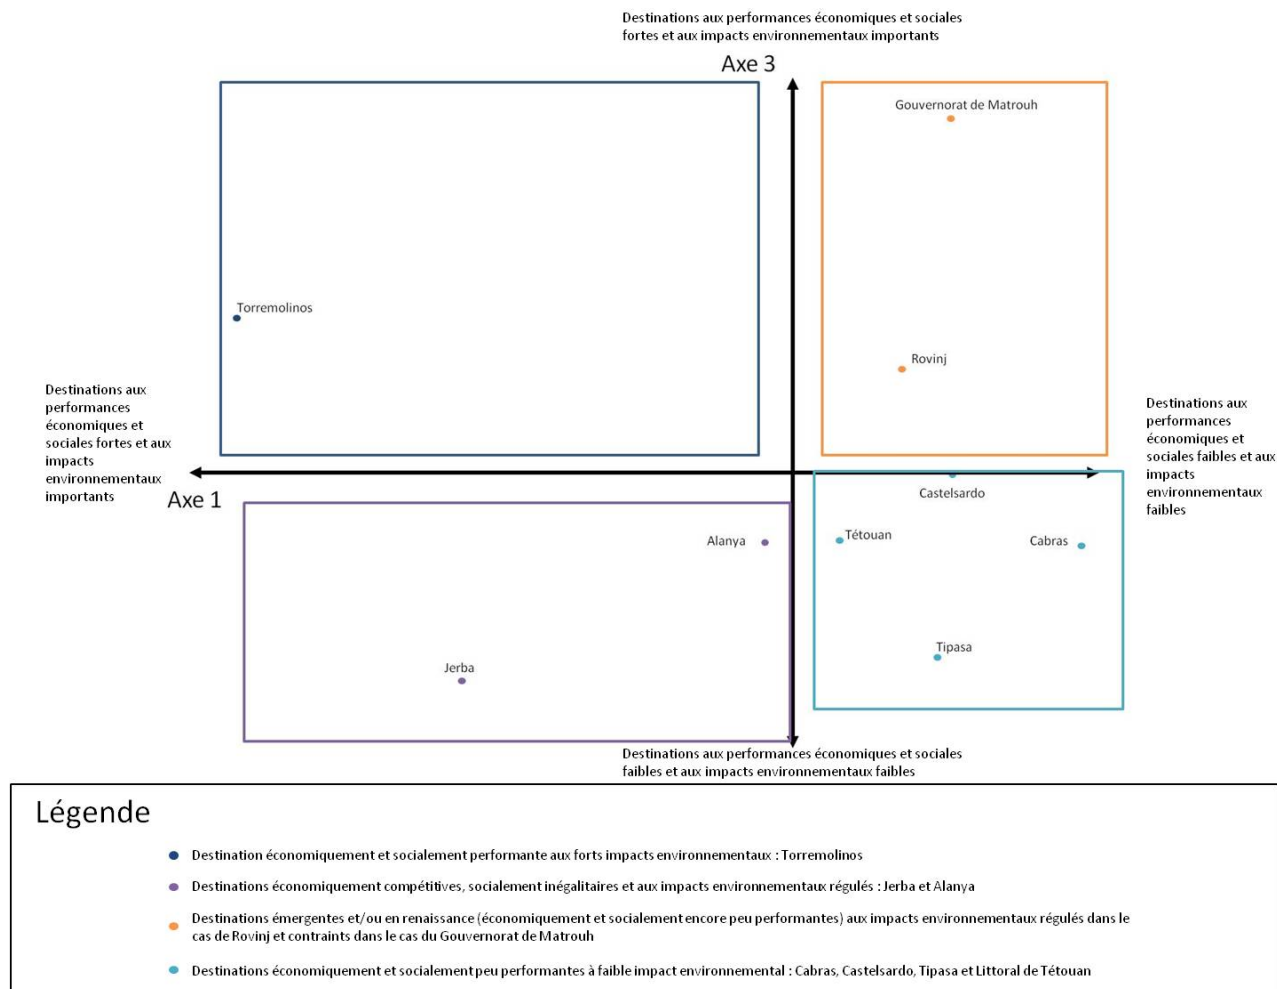 Destinations aux performances économiques et sociales
fortes et aux impacts environnementaux importants
Axe 3
Gouvernorat de Matrouh
Torremolinos
Rovinj
Destinations aux
performances
économiques et
sociales fortes et aux
impacts
environnementaux
importants
Destinations aux
performances
économiques et
sociales faibles et aux
impacts
environnementaux
faibles
Axe 1
Castelsardo
Alanya
Tétouan
Cabras
Tipasa
Jerba
Destinations aux performances économiques et sociales
faibles et aux impacts environnementaux faibles
Légende
Destination économiquement et socialement performante aux forts impacts environnementaux : Torremolinos
Destinations économiquement compétitives, socialement inégalitaires et aux impacts environnementaux régulés : Jerba et Alanya
Destinations émergentes et/ou en renaissance (économiquement et socialement encore peu performantes) aux impacts environnementaux régulés dans le
cas de Rovinj et contraints dans le cas du Gouvernorat de Matrouh
Destinations économiquement et socialement peu performantes à faible impact environnemental : Cabras, Castelsardo, Tipasa et Littoral de Tétouan